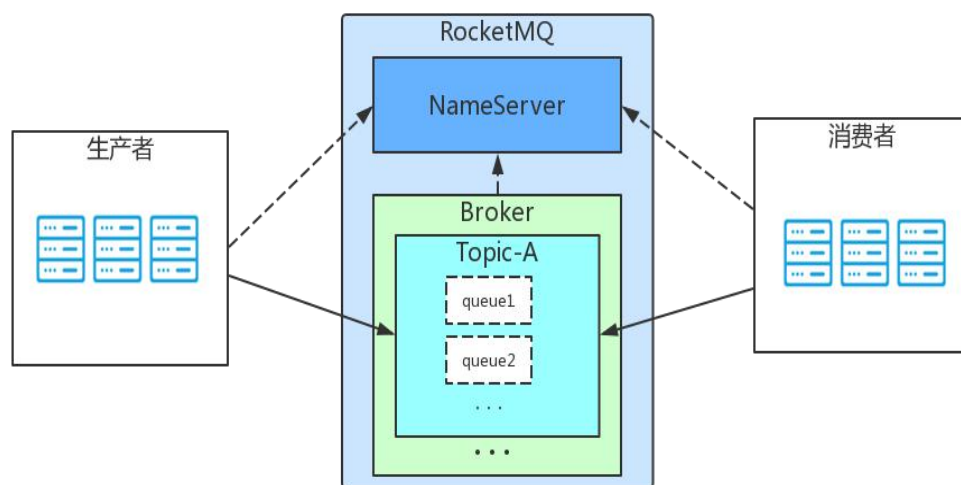 RocketMQ
NameServer
生产者
消费者
Broker
Topic-A
queue1
queue2
...
...